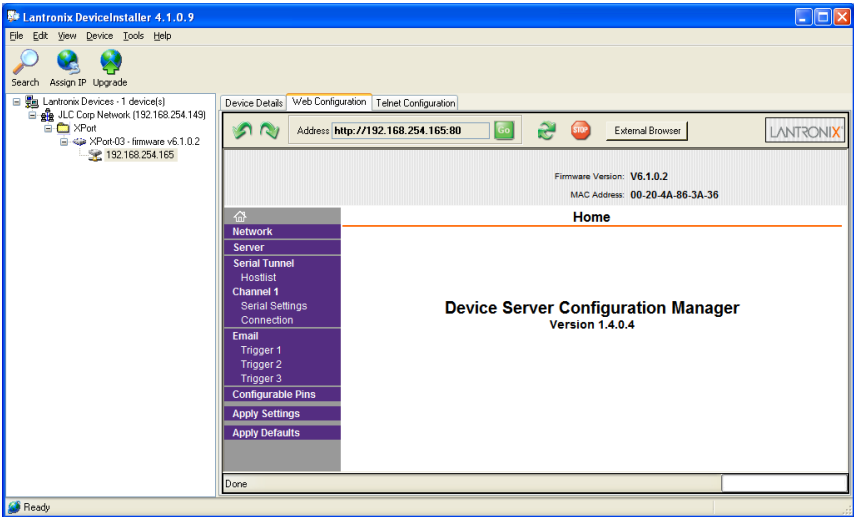 Lantronix DeviceInstaller 4.1.0.9
File Edit View Device Tools Help
Search Assign IP Upgrade
Lantronix Devices - 1 device(s)
JLC Corp Network (192.168.254.149)
XPort
XPort-03 - firmware v6.1.0.2
192.168.254.165
Device Details Web Configuration Telnet Configuration
Address http://192.168.254.165:80 Go STOP External Browser LANTRONIX
Firmware Version: V6.1.0.2
MAC Address: 00-20-4A-86-3A-36
Home
Network
Server
Serial Tunnel
Hostlist
Channel 1
Serial Settings
Connection
Email
Trigger 1
Trigger 2
Trigger 3
Configurable Pins
Apply Settings
Apply Defaults
Device Server Configuration Manager
Version 1.4.0.4
Done
Ready